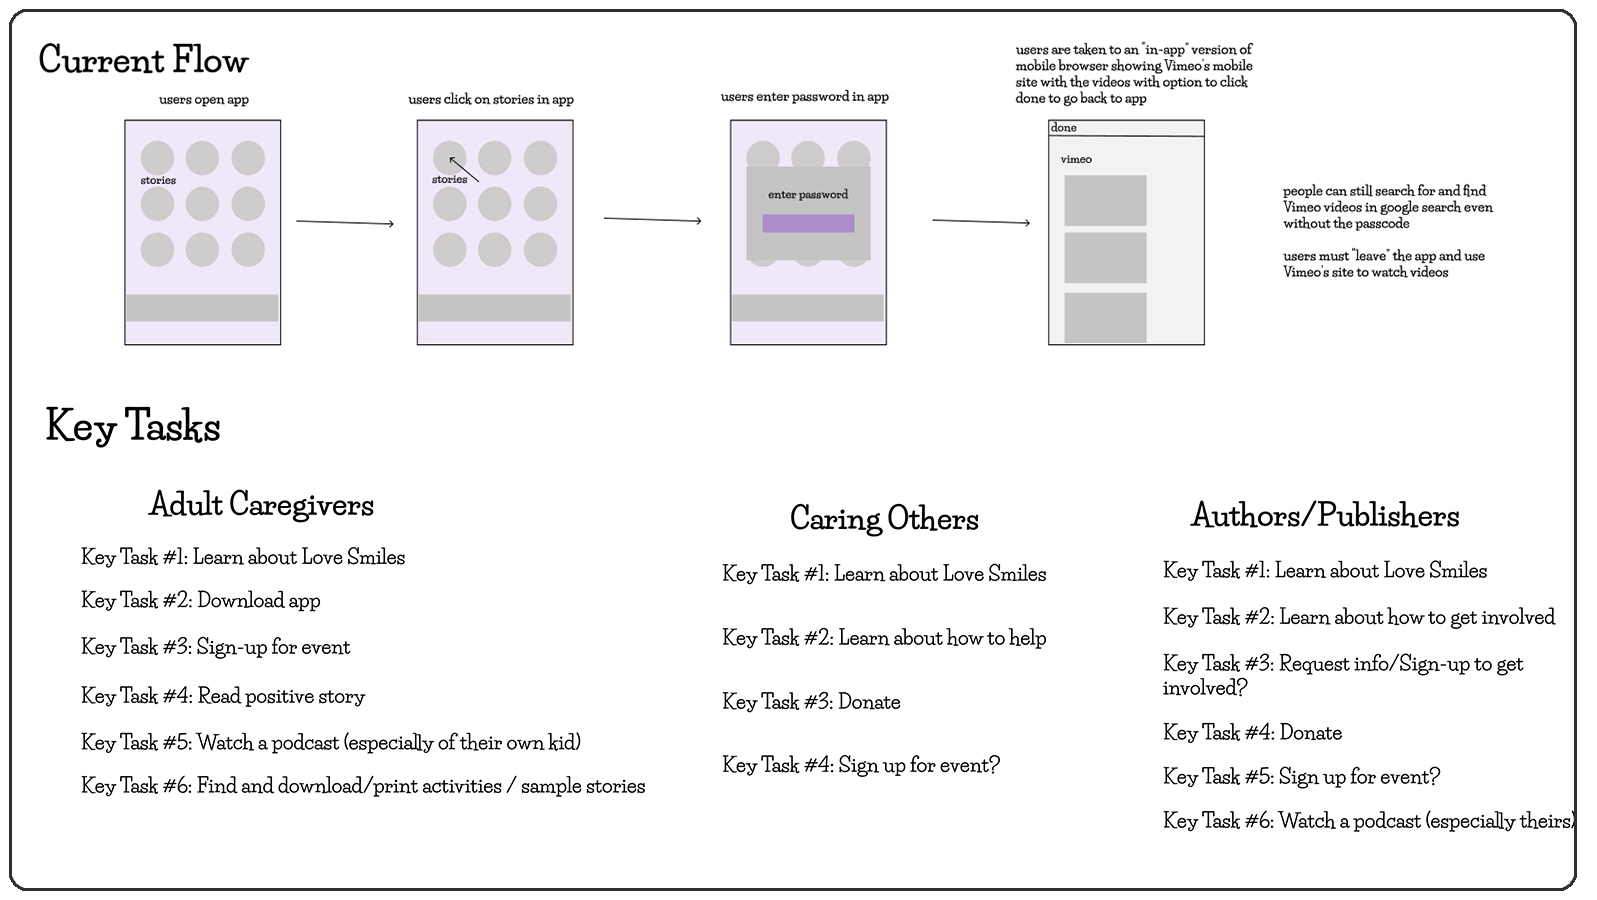 Current Flow
users open app
users click on stories in app
users enter password in app
users are taken to an "in-app" version of
mobile browser showing Vimeo's mobile
site with the videos with option to click
done to go back to app
stories
stories
enter password
done
vimeo
people can still search for and find
Vimeo videos in google search even
without the passcode
users must "leave" the app and use
Vimeo's site to watch videos
Key Tasks
Adult Caregivers
Key Task #1: Learn about Love Smiles
Key Task #2: Download app
Key Task #3: Sign-up for event
Key Task #4: Read positive story
Key Task #5: Watch a podcast (especially of their own kid)
Key Task #6: Find and download/print activities / sample stories
Caring Others
Key Task #1: Learn about Love Smiles
Key Task #2: Learn about how to help
Key Task #3: Donate
Key Task #4: Sign up for event?
Authors/Publishers
Key Task #1: Learn about Love Smiles
Key Task #2: Learn about how to get involved
Key Task #3: Request info/Sign-up to get
involved?
Key Task #4: Donate
Key Task #5: Sign up for event?
Key Task #6: Watch a podcast (especially theirs)